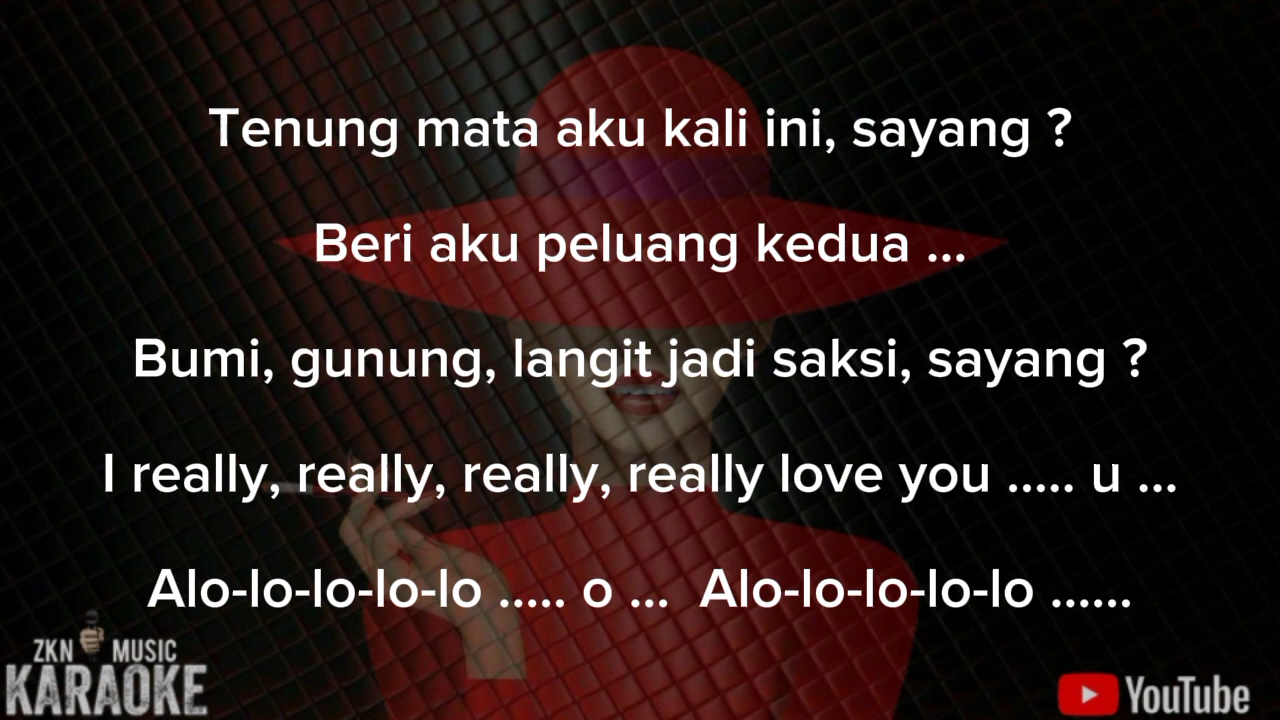 Tenung mata aku kali ini, sayang ?
Beri aku peluang kedua ...
Bumi, gunung, langit jadi saksi, sayang ?
I really, really, really, really love you ..... u ...
Alo-lo-lo-lo-lo ..... o ... Alo-lo-lo-lo-lo ......
ZKN MUSIC
KARAOKE
YouTube